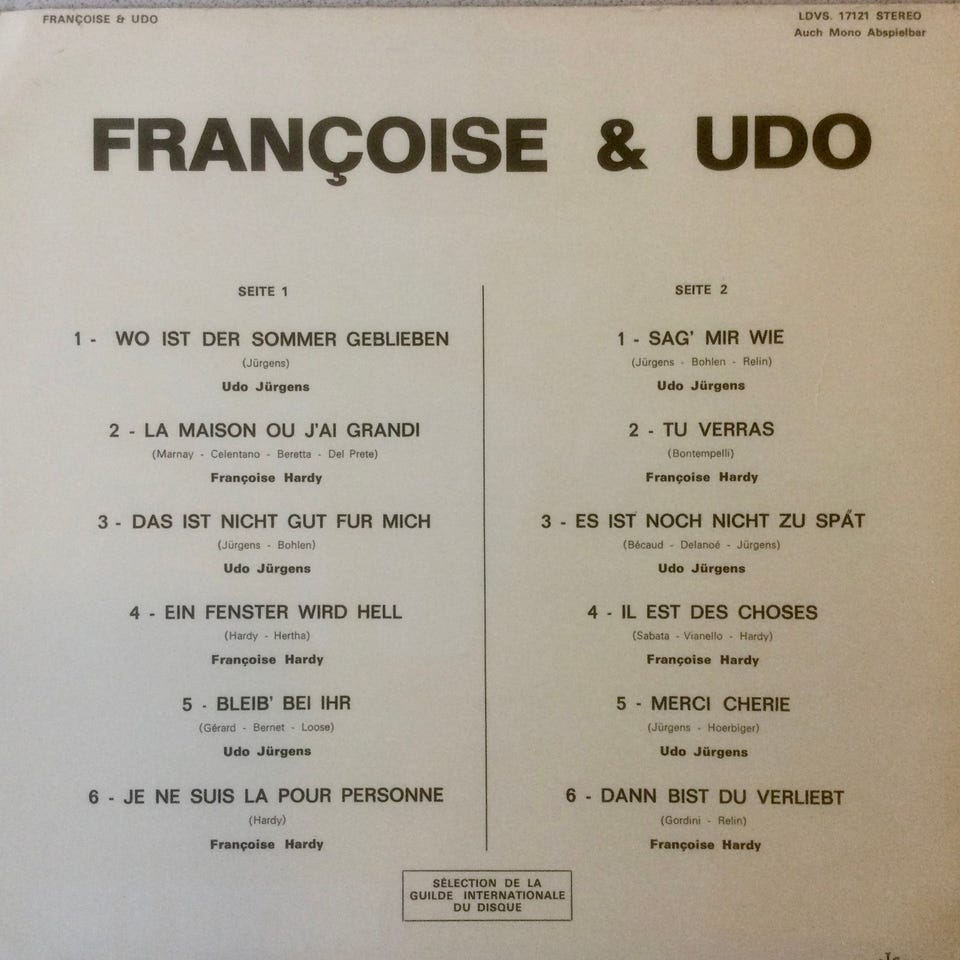 FRANÇOISE & UDO
LDVS. 17121 STEREO
Auch Mono Abspielbar
FRANÇOISE & UDO
SEITE 1
1 - WO IST DER SOMMER GEBLIEBEN
(Jürgens)
Udo Jürgens
2 - LA MAISON OU J'AI GRANDI
(Marnay - Celentano - Beretta - Del Prete)
Françoise Hardy
3 - DAS IST NICHT GUT FUR MICH
(Jürgens - Bohlen)
Udo Jürgens
4 - EIN FENSTER WIRD HELL
(Hardy - Hertha)
Françoise Hardy
5 - BLEIB' BEI IHR
(Gérard - Bernet - Loose)
Udo Jürgens
6 - JE NE SUIS LA POUR PERSONNE
(Hardy)
Françoise Hardy
SEITE 2
1 - SAG' MIR WIE
(Jürgens - Bohlen - Relin)
Udo Jürgens
2 - TU VERRAS
(Bontempelli)
Françoise Hardy
3 - ES IST NOCH NICHT ZU SPÄT
(Bécaud - Delanoé - Jürgens)
Udo Jürgens
4 - IL EST DES CHOSES
(Sabata - Vianello - Hardy)
Françoise Hardy
5 - MERCI CHERIE
(Jürgens - Hoerbiger)
Udo Jürgens
6 - DANN BIST DU VERLIEBT
(Gordini - Relin)
Françoise Hardy
SÉLECTION DE LA
GUILDE INTERNATIONALE
DU DISQUE